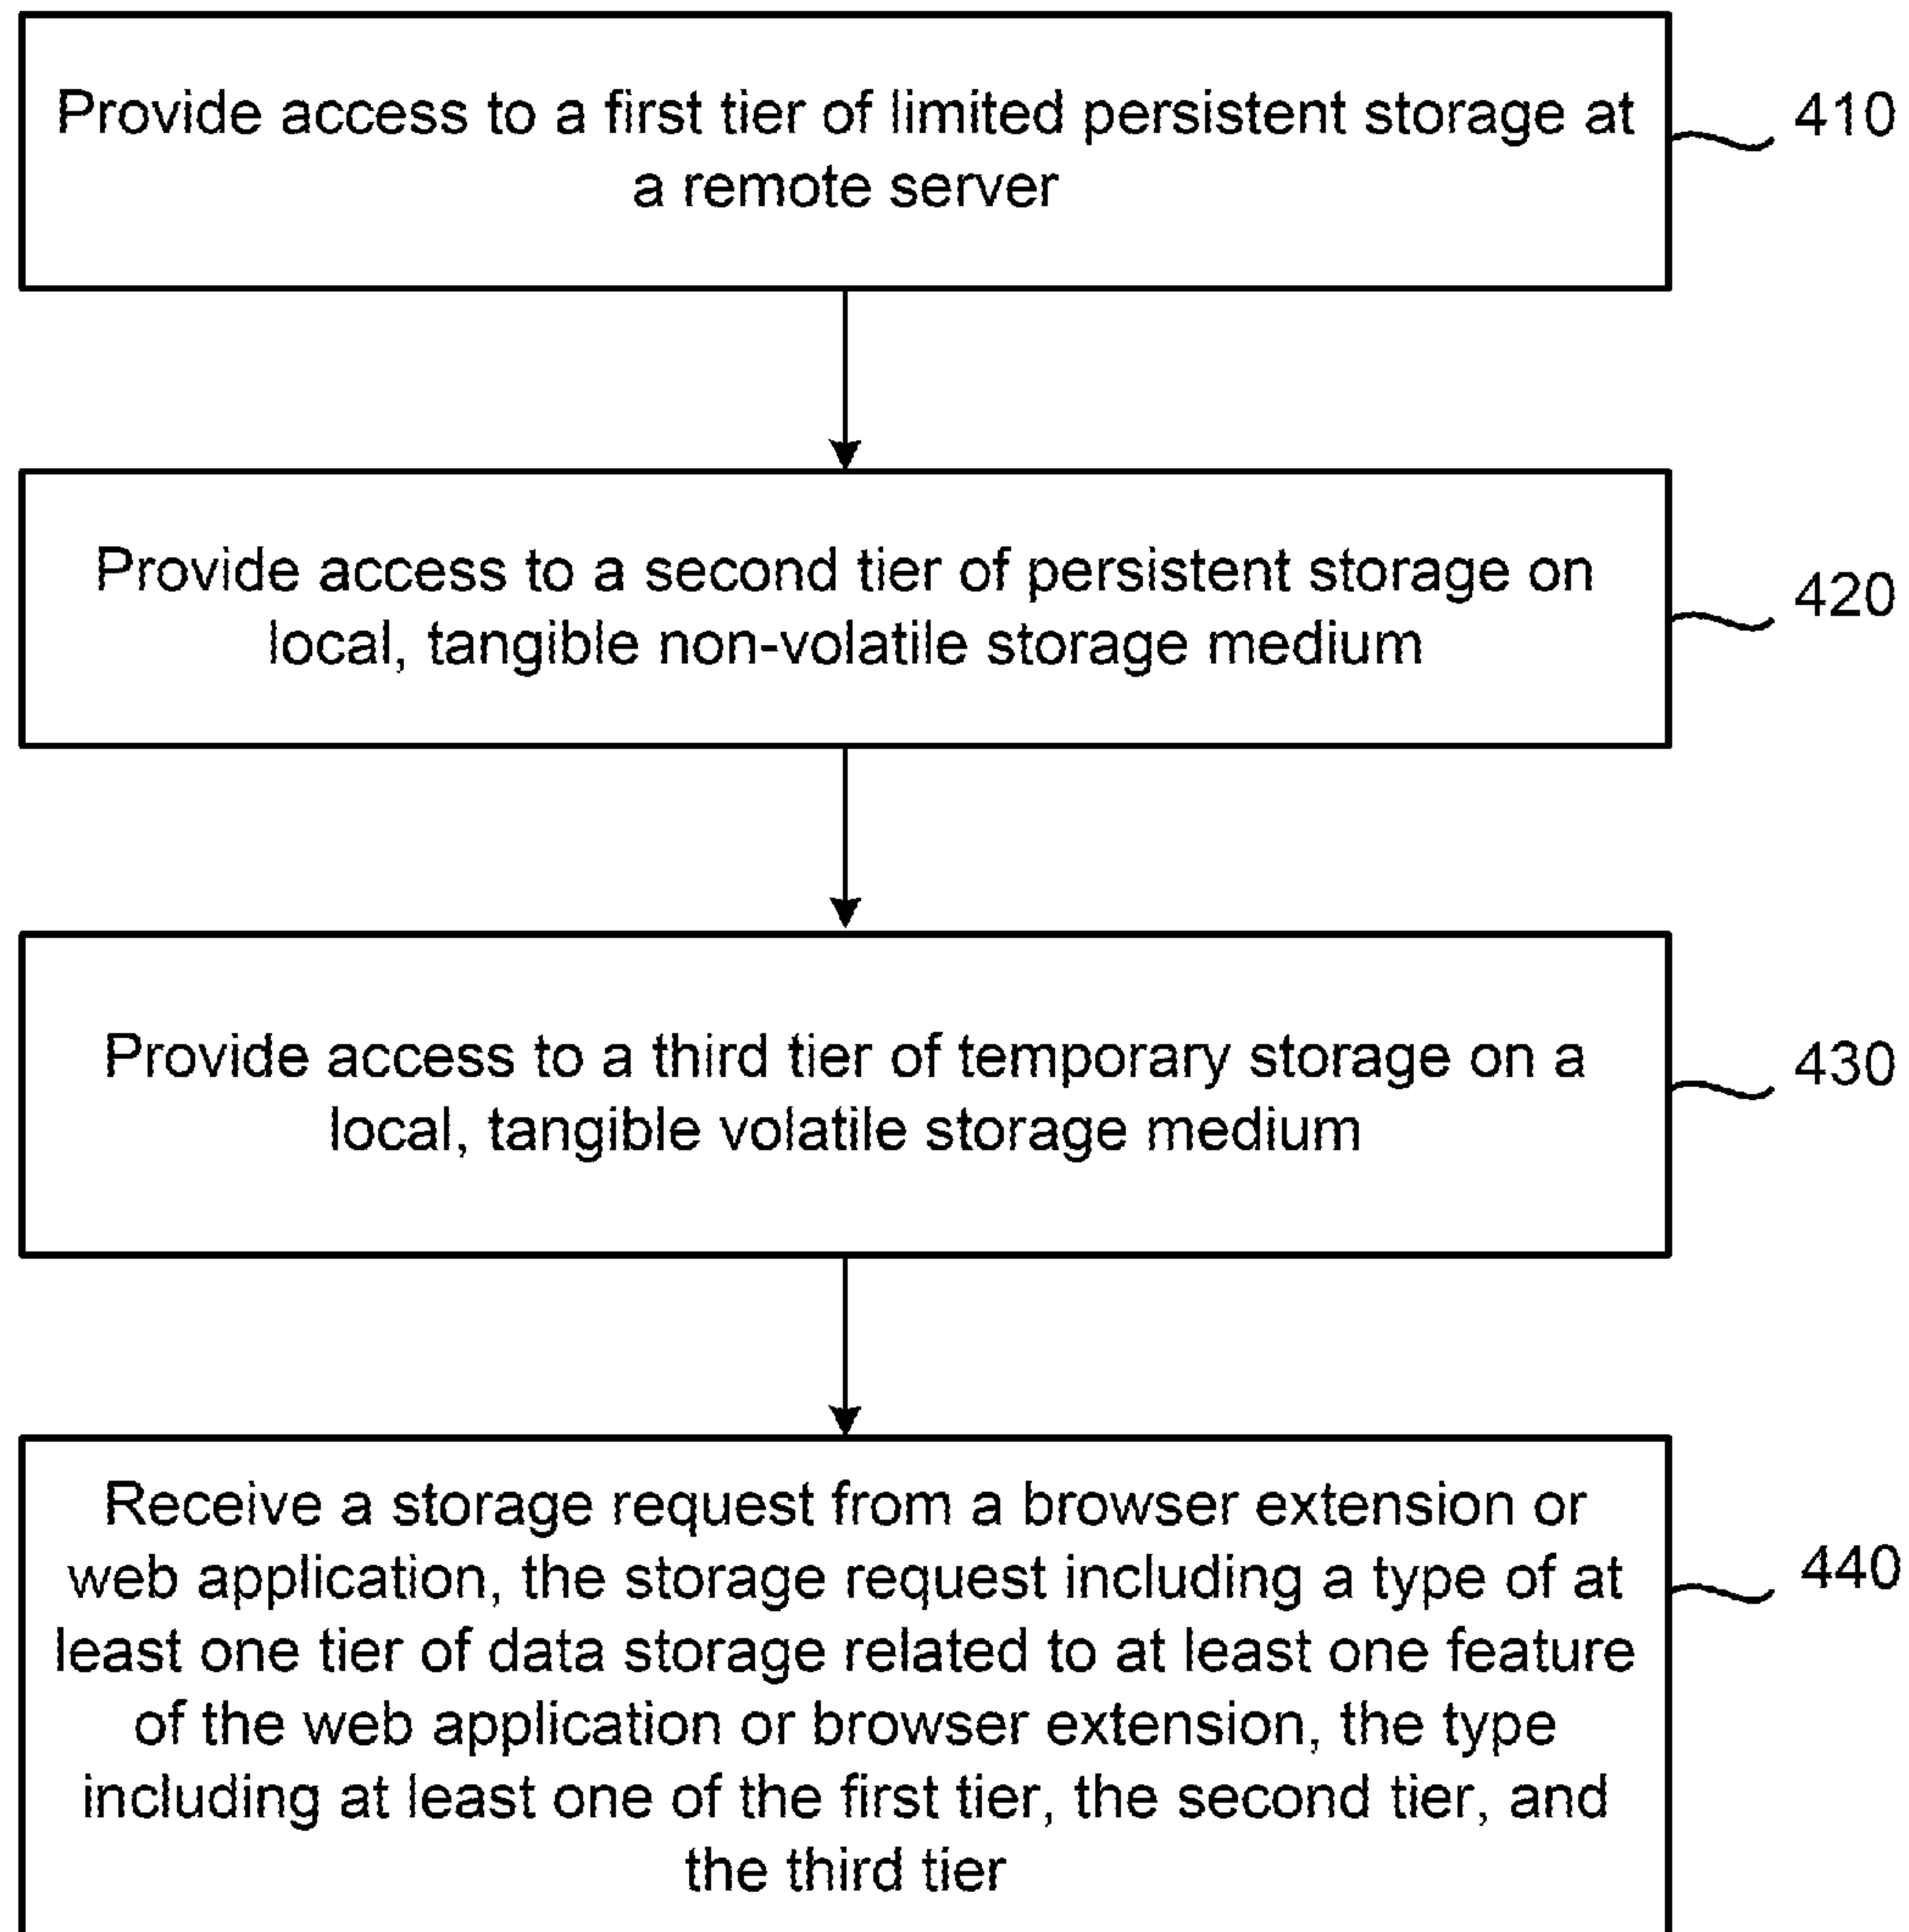 Provide access to a first tier of limited persistent storage at
a remote server
410
Provide access to a second tier of persistent storage on
local, tangible non-volatile storage medium
420
Provide access to a third tier of temporary storage on a
local, tangible volatile storage medium
430
Receive a storage request from a browser extension or
web application, the storage request including a type of at
least one tier of data storage related to at least one feature
of the web application or browser extension, the type
including at least one of the first tier, the second tier, and
the third tier
440